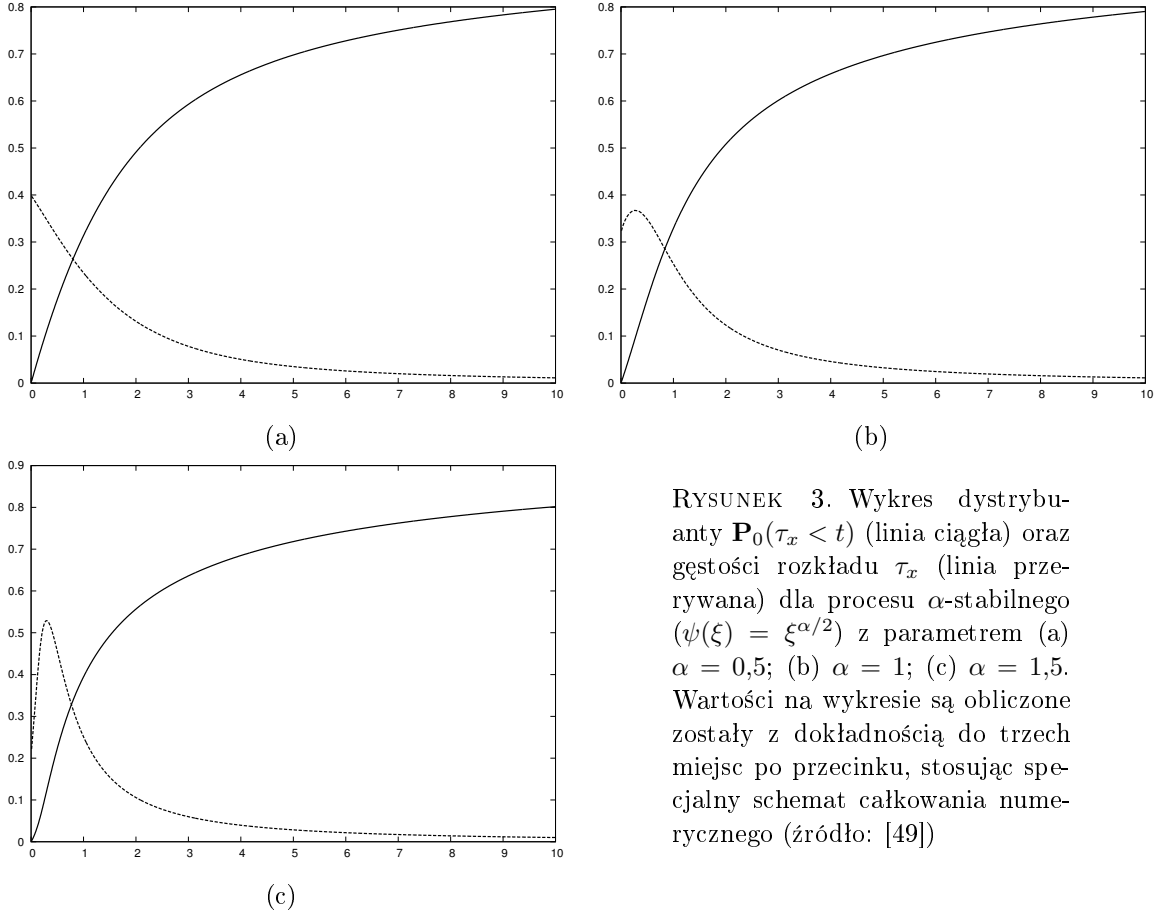 0.8
0.7
0.6
0.5
0.4
0.3
0.2
0.1
0
0 1 2 3 4 5 6 7 8 9 10
(a)
0.8
0.7
0.6
0.5
0.4
0.3
0.2
0.1
0
0 1 2 3 4 5 6 7 8 9 10
(b)
0.9
0.8
0.7
0.6
0.5
0.4
0.3
0.2
0.1
0
0 1 2 3 4 5 6 7 8 9 10
(c)
RYSUNEK 3. Wykres dystrybu-
anty P₀(τₓ < t) (linia ciągła) oraz
gęstości rozkładu τₓ (linia prze-
rywana) dla procesu α-stabilnego
(ψ(ξ) = ξ^{α/2}) z parametrem (a)
α = 0,5; (b) α = 1; (c) α = 1,5.
Wartości na wykresie są obliczone
zostały z dokładnością do trzech
miejsc po przecinku, stosując spe-
cjalny schemat całkowania nume-
rycznego (źródło: [49])